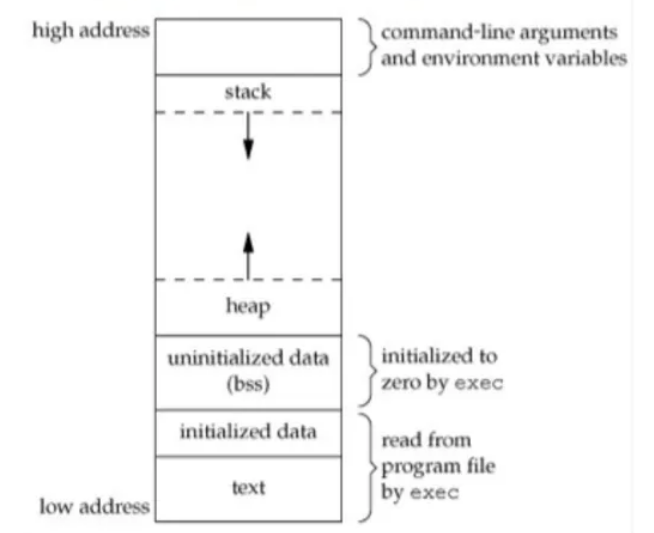 high address
command-line arguments
and environment variables
stack
heap
uninitialized data
(bss)
initialized to
zero by exec
initialized data
read from
program file
by exec
text
low address